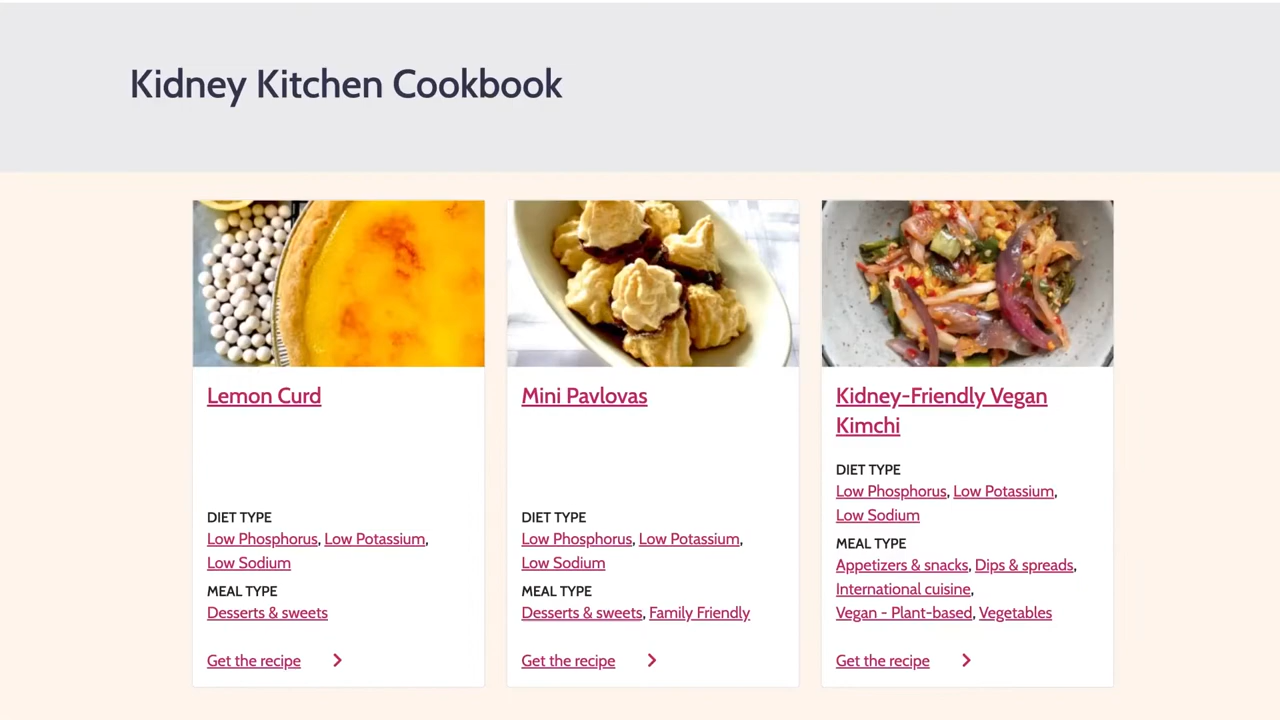 Kidney Kitchen Cookbook
Lemon Curd
DIET TYPE
Low Phosphorus, Low Potassium,
Low Sodium
MEAL TYPE
Desserts & sweets
Get the recipe
Mini Pavlovas
DIET TYPE
Low Phosphorus, Low Potassium,
Low Sodium
MEAL TYPE
Desserts & sweets, Family Friendly
Get the recipe
Kidney-Friendly Vegan
Kimchi
DIET TYPE
Low Phosphorus, Low Potassium,
Low Sodium
MEAL TYPE
Appetizers & snacks, Dips & spreads,
International cuisine,
Vegan - Plant-based, Vegetables
Get the recipe